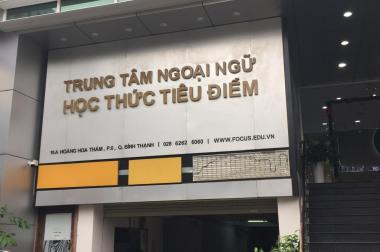 TRUNG TÂM NGOẠI NGỮ
HỌC THỨC TIÊU ĐIỂM
18A HOÀNG HOA THÁM, P.6, Q. BÌNH THẠNH | 028 6262 6060 | WWW.FOCUS.EDU.VN